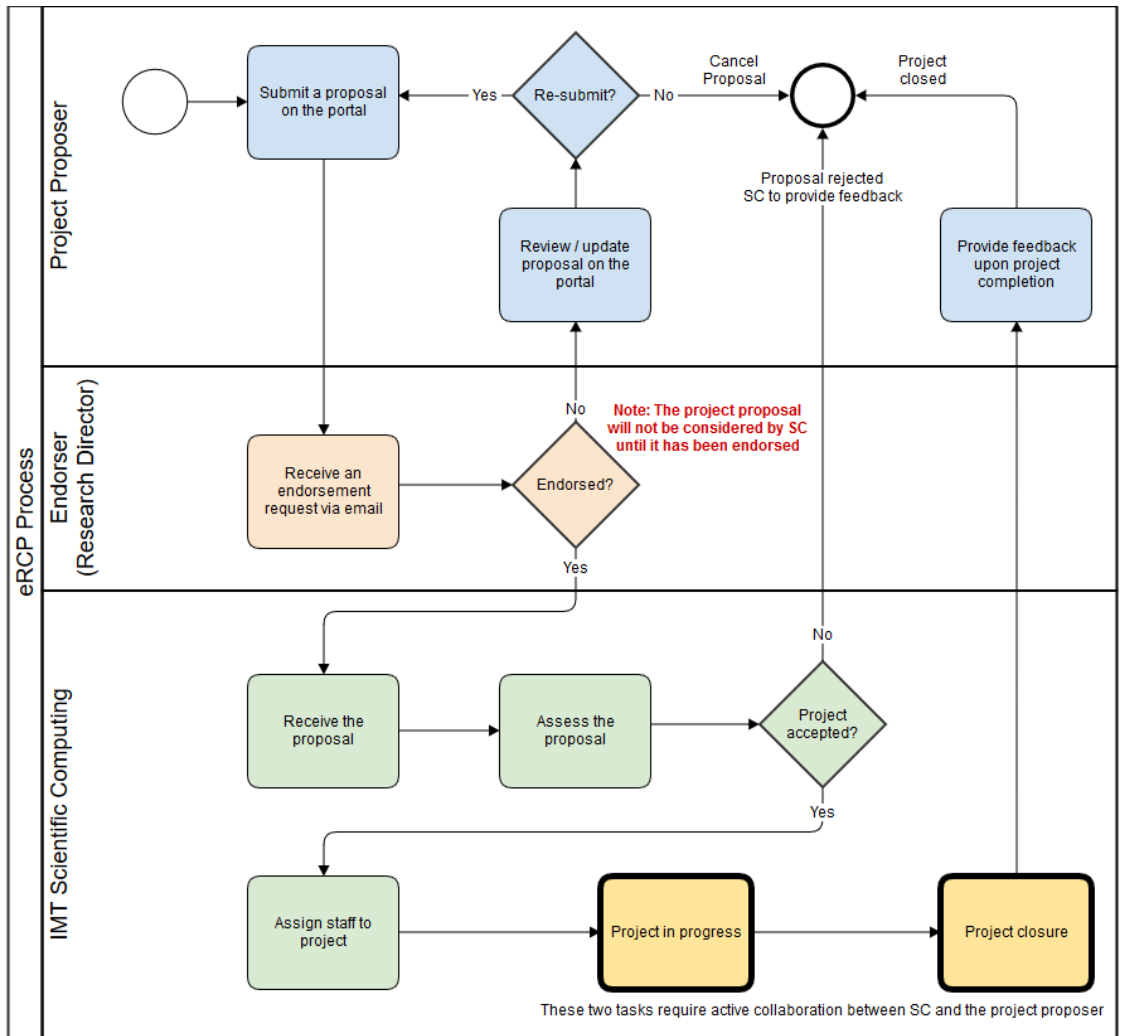 eRCP Process
Project Proposer
Submit a proposal
on the portal
Yes
Re-submit?
No
Cancel
Proposal
Project
closed
Proposal rejected
SC to provide feedback
Review / update
proposal on the
portal
Provide feedback
upon project
completion
Endorser
(Research Director)
No
Note: The project proposal
will not be considered by SC
until it has been endorsed
Receive an
endorsement
request via email
Endorsed?
Yes
IMT Scientific Computing
No
Receive the
proposal
Assess the
proposal
Project
accepted?
Yes
Assign staff to
project
Project in progress
Project closure
These two tasks require active collaboration between SC and the project proposer